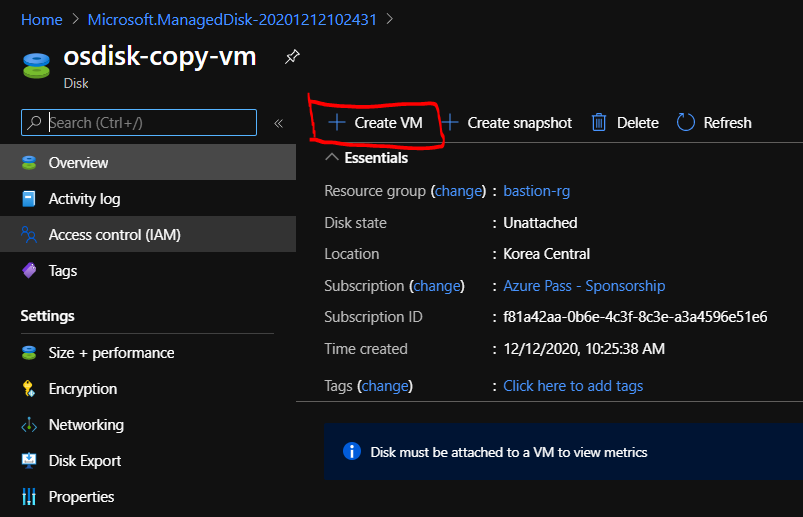 Home > Microsoft.ManagedDisk-20201212102431 >
osdisk-copy-vm
Disk
Search (Ctrl+/)
«
Overview
Activity log
Access control (IAM)
Tags
Settings
Size + performance
Encryption
Networking
Disk Export
Properties
+ Create VM + Create snapshot Delete Refresh
Essentials
Resource group (change) : bastion-rg
Disk state : Unattached
Location : Korea Central
Subscription (change) : Azure Pass - Sponsorship
Subscription ID : f81a42aa-0b6e-4c3f-8c3e-a3a4596e51e6
Time created : 12/12/2020, 10:25:38 AM
Tags (change) : Click here to add tags
Disk must be attached to a VM to view metrics